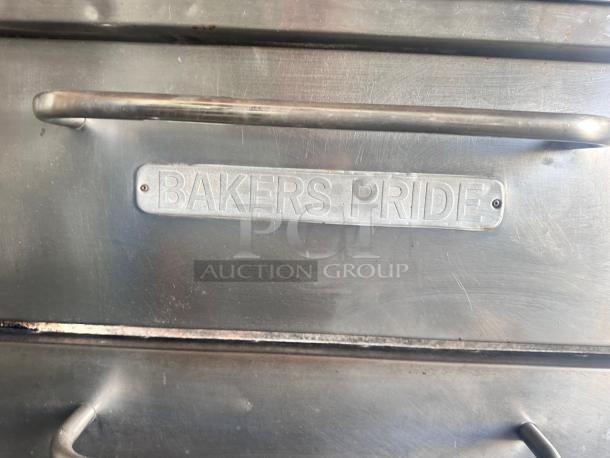 BAKERS PRIDE
PCI
AUCTION GROUP